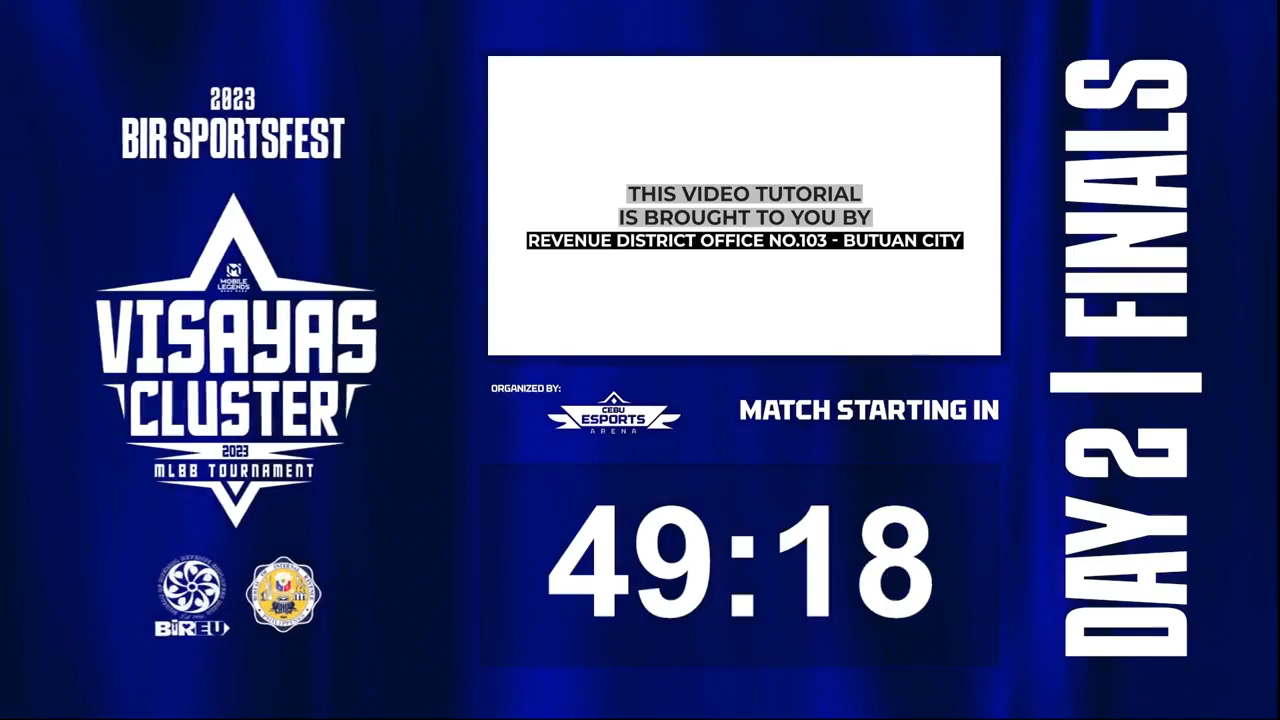 2023
BIR SPORTSFEST
MOBILE
LEGENDS
VISAYAS
CLUSTER
2023
MLBB TOURNAMENT
BIREU
THIS VIDEO TUTORIAL
IS BROUGHT TO YOU BY
REVENUE DISTRICT OFFICE NO.103 - BUTUAN CITY
ORGANIZED BY:
CEBU
ESPORTS
ARENA
MATCH STARTING IN
49:18
DAY 2 | FINALS